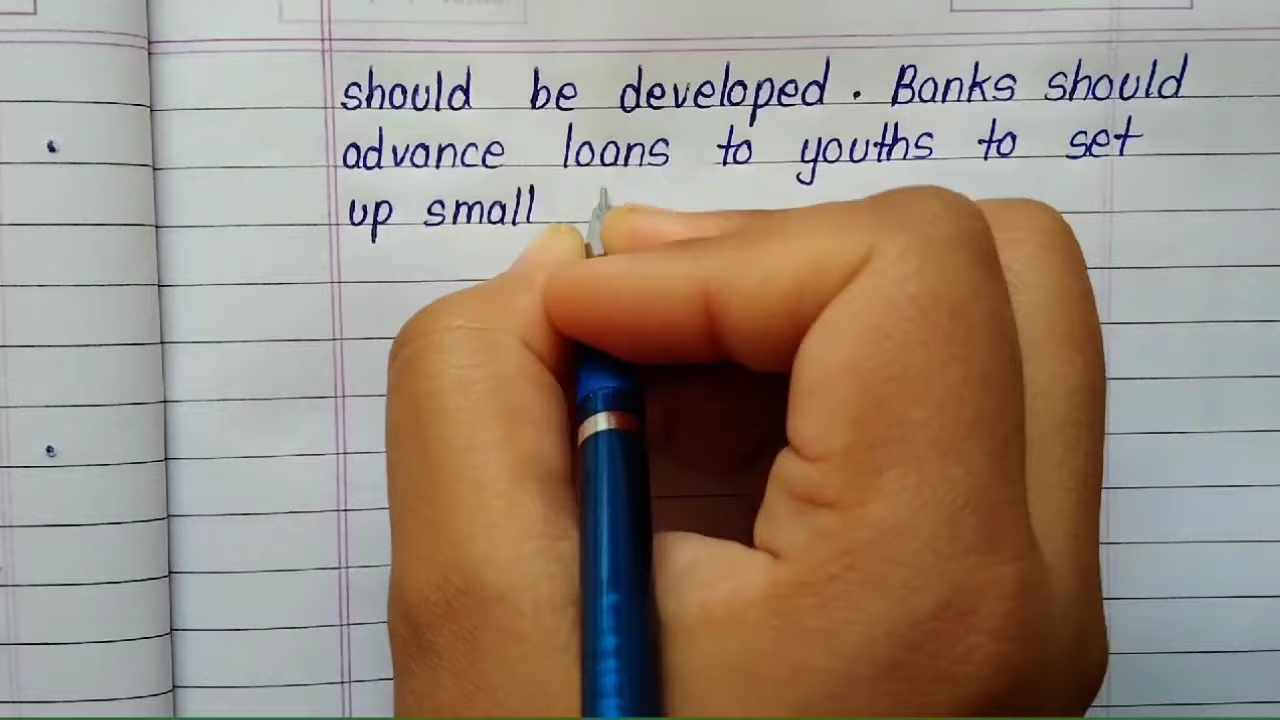 should be developed. Banks should
advance loans to youths to set
up small